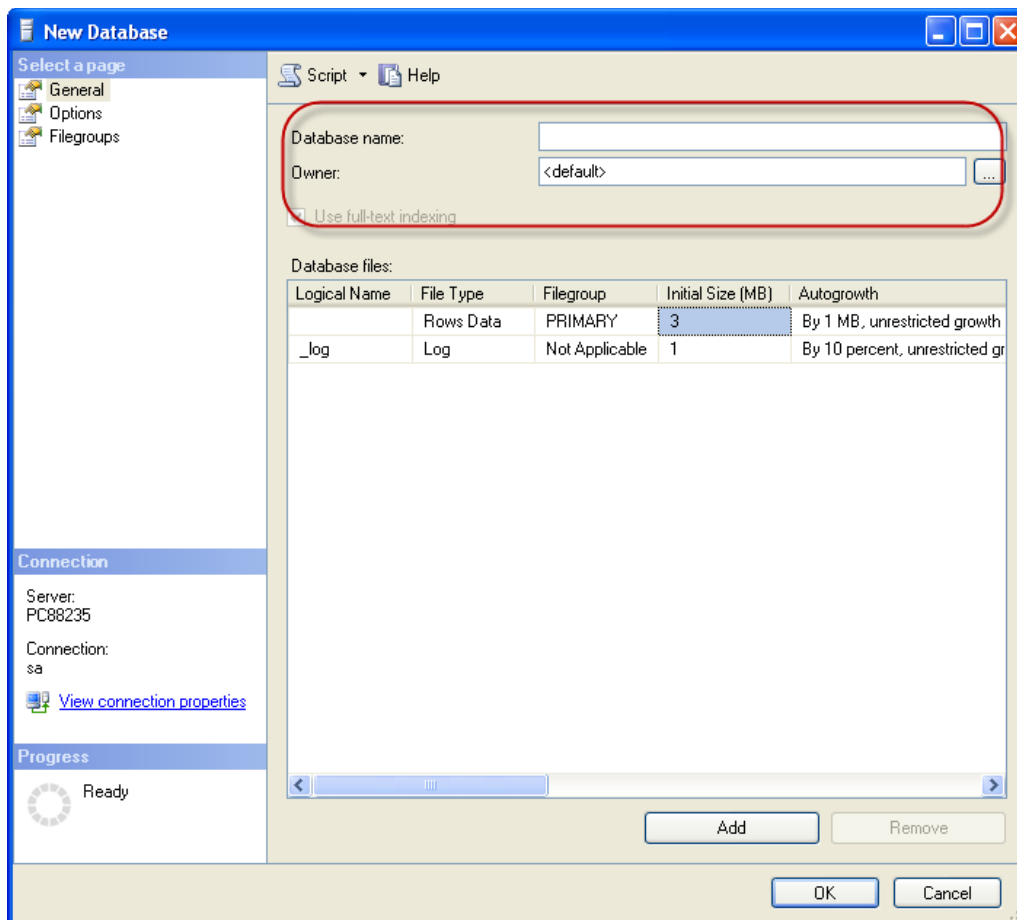 New Database
Select a page
General
Options
Filegroups
Script Help
Database name:
Owner: <default> ...
Use full-text indexing
Database files:
Logical Name File Type Filegroup Initial Size (MB) Autogrowth
Rows Data PRIMARY 3 By 1 MB, unrestricted growth
_log Log Not Applicable 1 By 10 percent, unrestricted gr
Connection
Server:
PC88235
Connection:
sa
View connection properties
Progress
Ready
Add Remove
OK Cancel